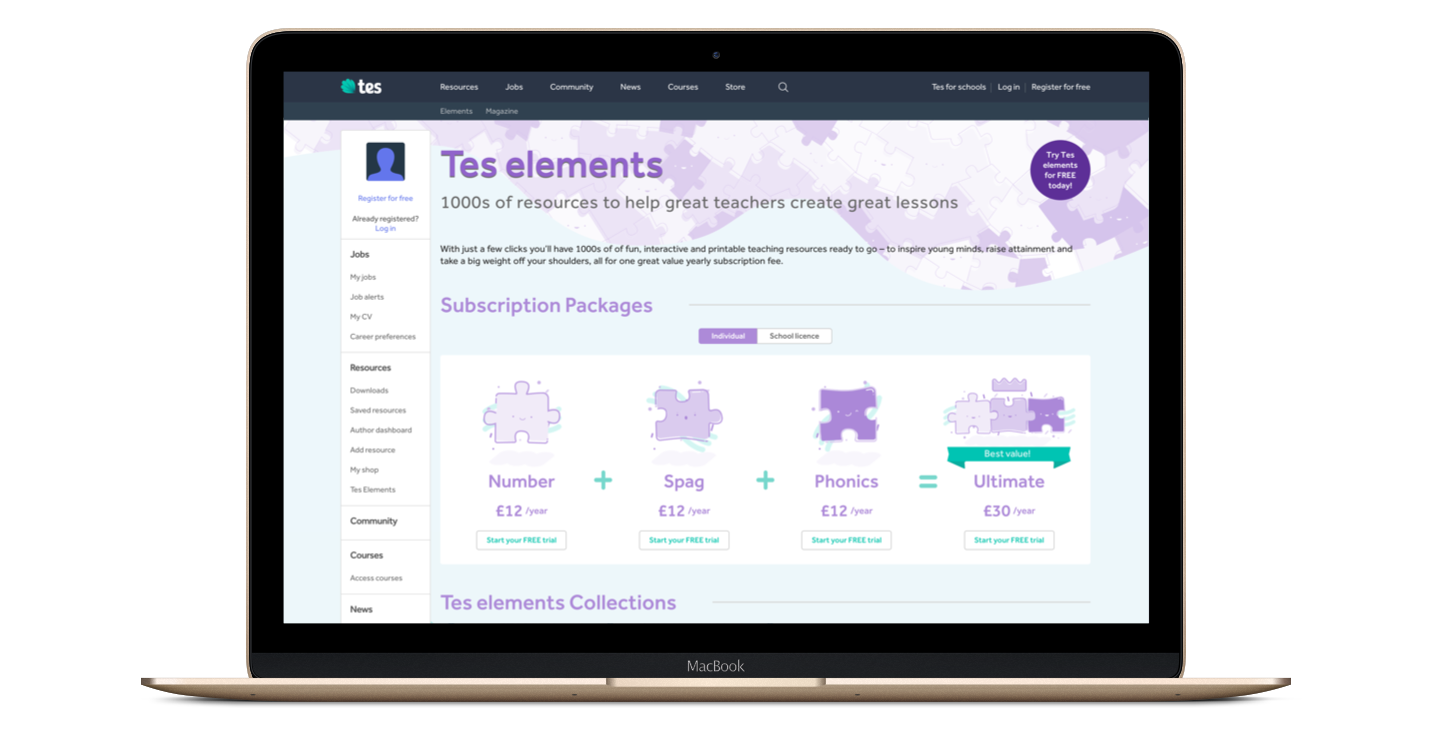 tes
Resources Jobs Community News Courses Store
Tes for schools Log in Register for free
Elements Magazine
Register for free
Already registered?
Log in
Jobs
My jobs
Job alerts
My CV
Career preferences
Resources
Downloads
Saved resources
Author dashboard
Add resource
My shop
Tes Elements
Community
Courses
Access courses
News
Tes elements
1000s of resources to help great teachers create great lessons
Try Tes
elements
for FREE
today!
With just a few clicks you'll have 1000s of of fun, interactive and printable teaching resources ready to go – to inspire young minds, raise attainment and
take a big weight off your shoulders, all for one great value yearly subscription fee.
Subscription Packages
Individual School licence
Best value!
Number + Spag + Phonics = Ultimate
£12 /year £12 /year £12 /year £30 /year
Start your FREE trial Start your FREE trial Start your FREE trial Start your FREE trial
Tes elements Collections
MacBook